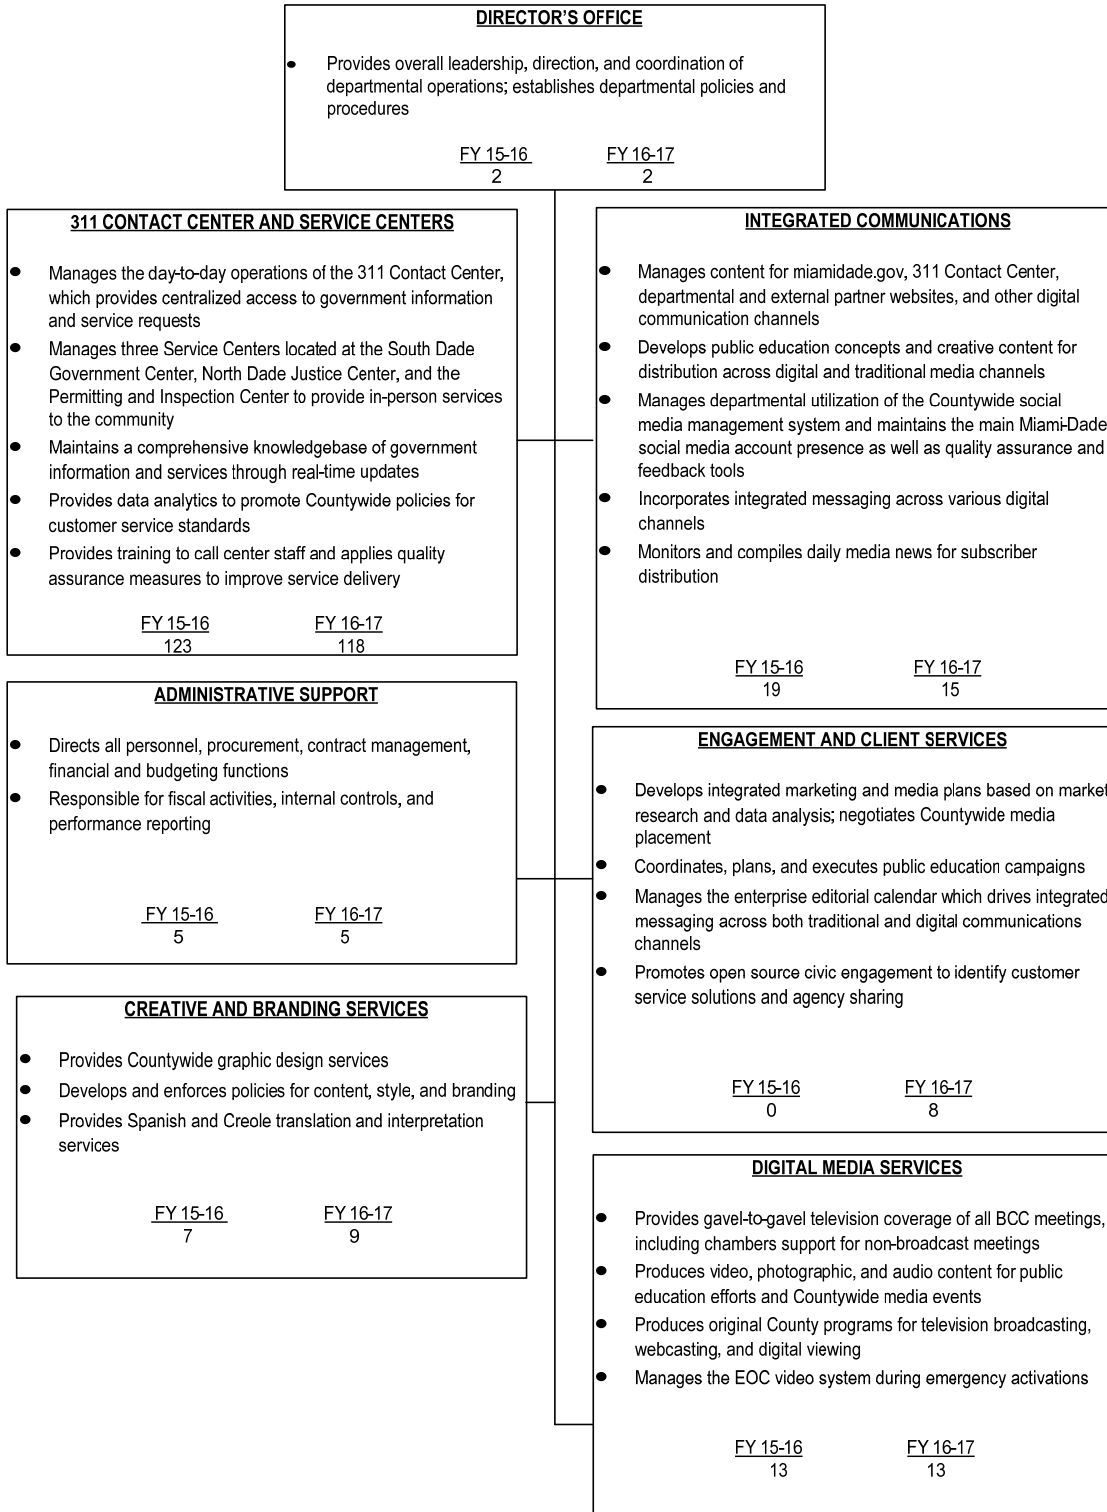 DIRECTOR'S OFFICE
● Provides overall leadership, direction, and coordination of
departmental operations; establishes departmental policies and
procedures
FY 15-16 FY 16-17
2 2
311 CONTACT CENTER AND SERVICE CENTERS
● Manages the day-to-day operations of the 311 Contact Center,
which provides centralized access to government information
and service requests
● Manages three Service Centers located at the South Dade
Government Center, North Dade Justice Center, and the
Permitting and Inspection Center to provide in-person services
to the community
● Maintains a comprehensive knowledgebase of government
information and services through real-time updates
● Provides data analytics to promote Countywide policies for
customer service standards
● Provides training to call center staff and applies quality
assurance measures to improve service delivery
FY 15-16 FY 16-17
123 118
INTEGRATED COMMUNICATIONS
● Manages content for miamidade.gov, 311 Contact Center,
departmental and external partner websites, and other digital
communication channels
● Develops public education concepts and creative content for
distribution across digital and traditional media channels
● Manages departmental utilization of the Countywide social
media management system and maintains the main Miami-Dade
social media account presence as well as quality assurance and
feedback tools
● Incorporates integrated messaging across various digital
channels
● Monitors and compiles daily media news for subscriber
distribution
FY 15-16 FY 16-17
19 15
ADMINISTRATIVE SUPPORT
● Directs all personnel, procurement, contract management,
financial and budgeting functions
● Responsible for fiscal activities, internal controls, and
performance reporting
FY 15-16 FY 16-17
5 5
ENGAGEMENT AND CLIENT SERVICES
● Develops integrated marketing and media plans based on market
research and data analysis; negotiates Countywide media
placement
● Coordinates, plans, and executes public education campaigns
● Manages the enterprise editorial calendar which drives integrated
messaging across both traditional and digital communications
channels
● Promotes open source civic engagement to identify customer
service solutions and agency sharing
FY 15-16 FY 16-17
0 8
CREATIVE AND BRANDING SERVICES
● Provides Countywide graphic design services
● Develops and enforces policies for content, style, and branding
● Provides Spanish and Creole translation and interpretation
services
FY 15-16 FY 16-17
7 9
DIGITAL MEDIA SERVICES
● Provides gavel-to-gavel television coverage of all BCC meetings,
including chambers support for non-broadcast meetings
● Produces video, photographic, and audio content for public
education efforts and Countywide media events
● Produces original County programs for television broadcasting,
webcasting, and digital viewing
● Manages the EOC video system during emergency activations
FY 15-16 FY 16-17
13 13